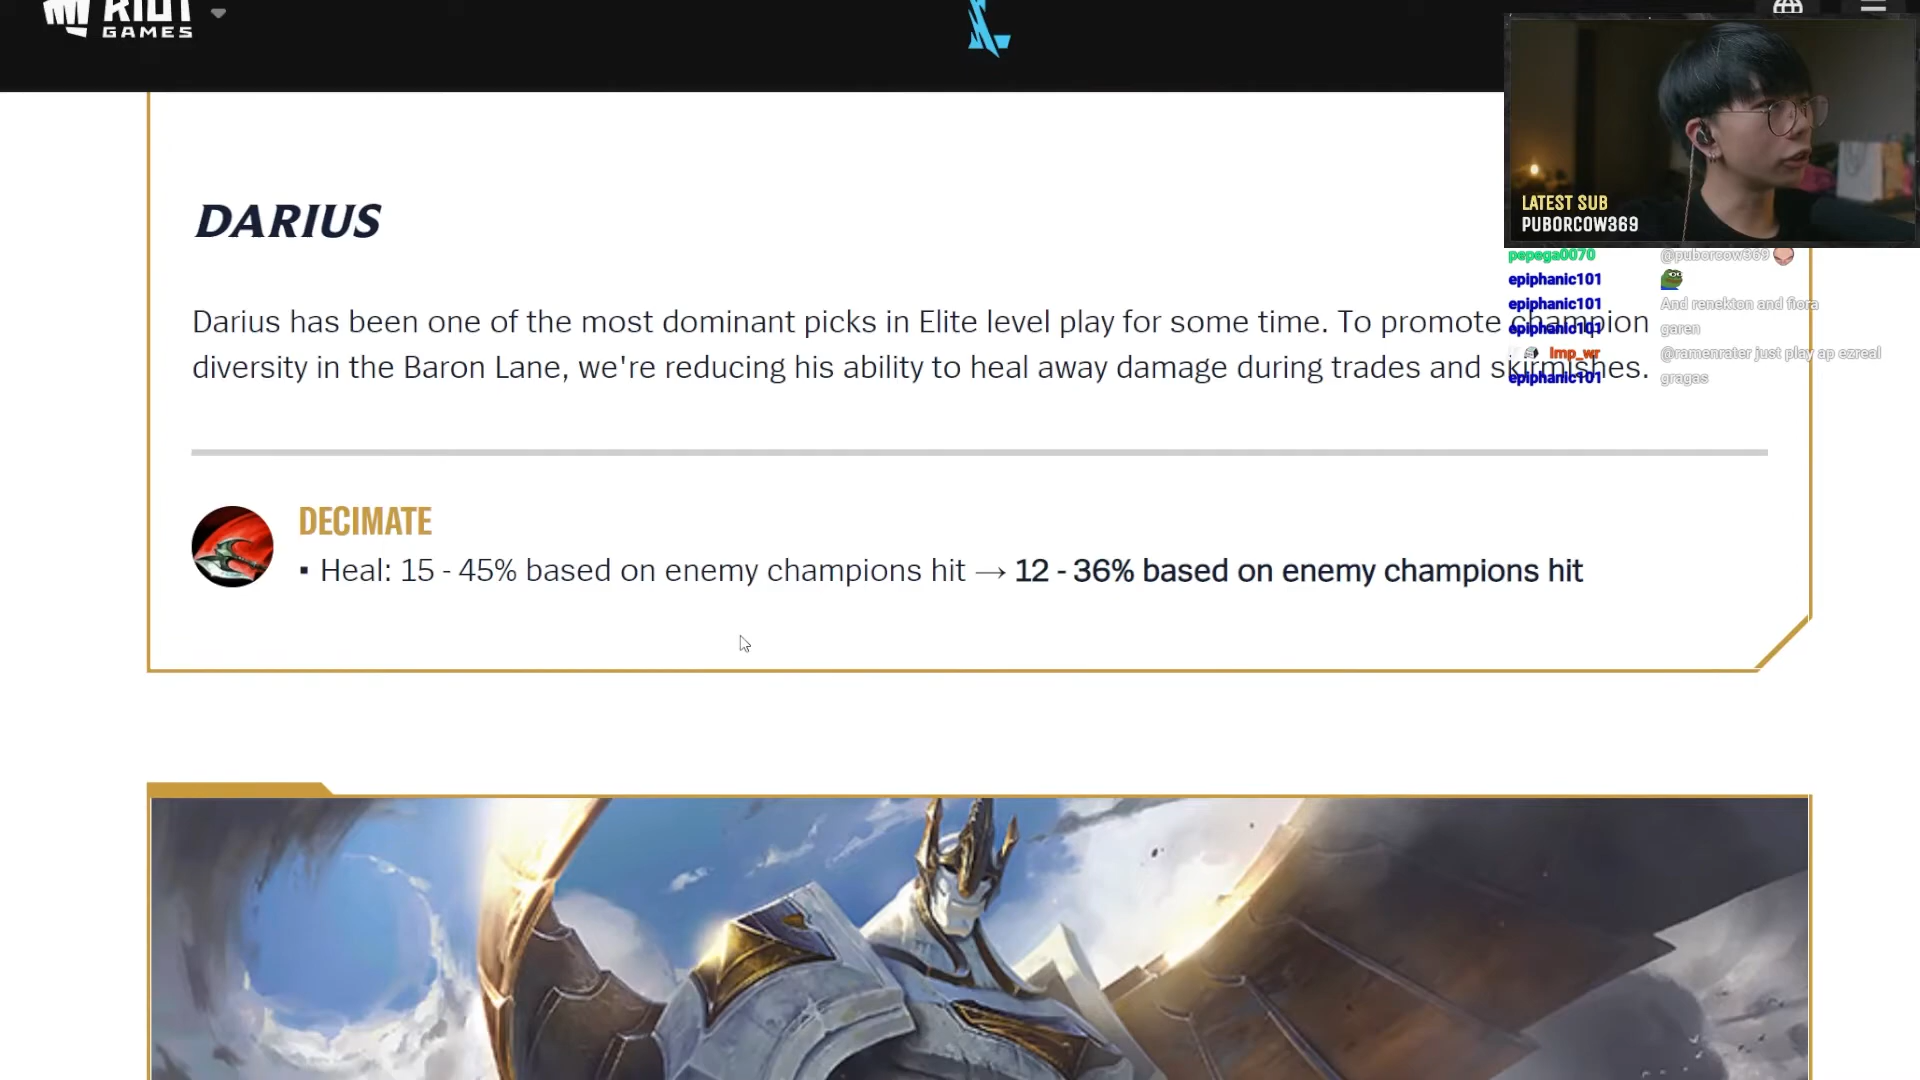 RIOT
GAMES
LATEST SUB
PUBORCOW369
DARIUS
pepega0070 @puborcow369
epiphanic101
epiphanic101 And renekton and fiora
epiphanic101 garen
Imp_wr @ramenrater just play ap ezreal
epiphanic101 gragas
Darius has been one of the most dominant picks in Elite level play for some time. To promote champion
diversity in the Baron Lane, we're reducing his ability to heal away damage during trades and skirmishes.
DECIMATE
▪ Heal: 15 - 45% based on enemy champions hit → 12 - 36% based on enemy champions hit